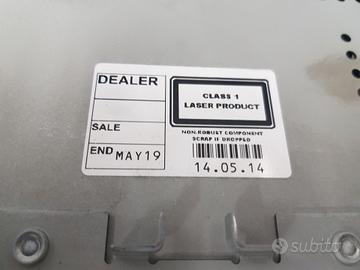 DEALER
SALE
END MAY19
CLASS 1
LASER PRODUCT
NON ROBUST COMPONENT
SCRAP IF DROPPED
14.05.14
subito